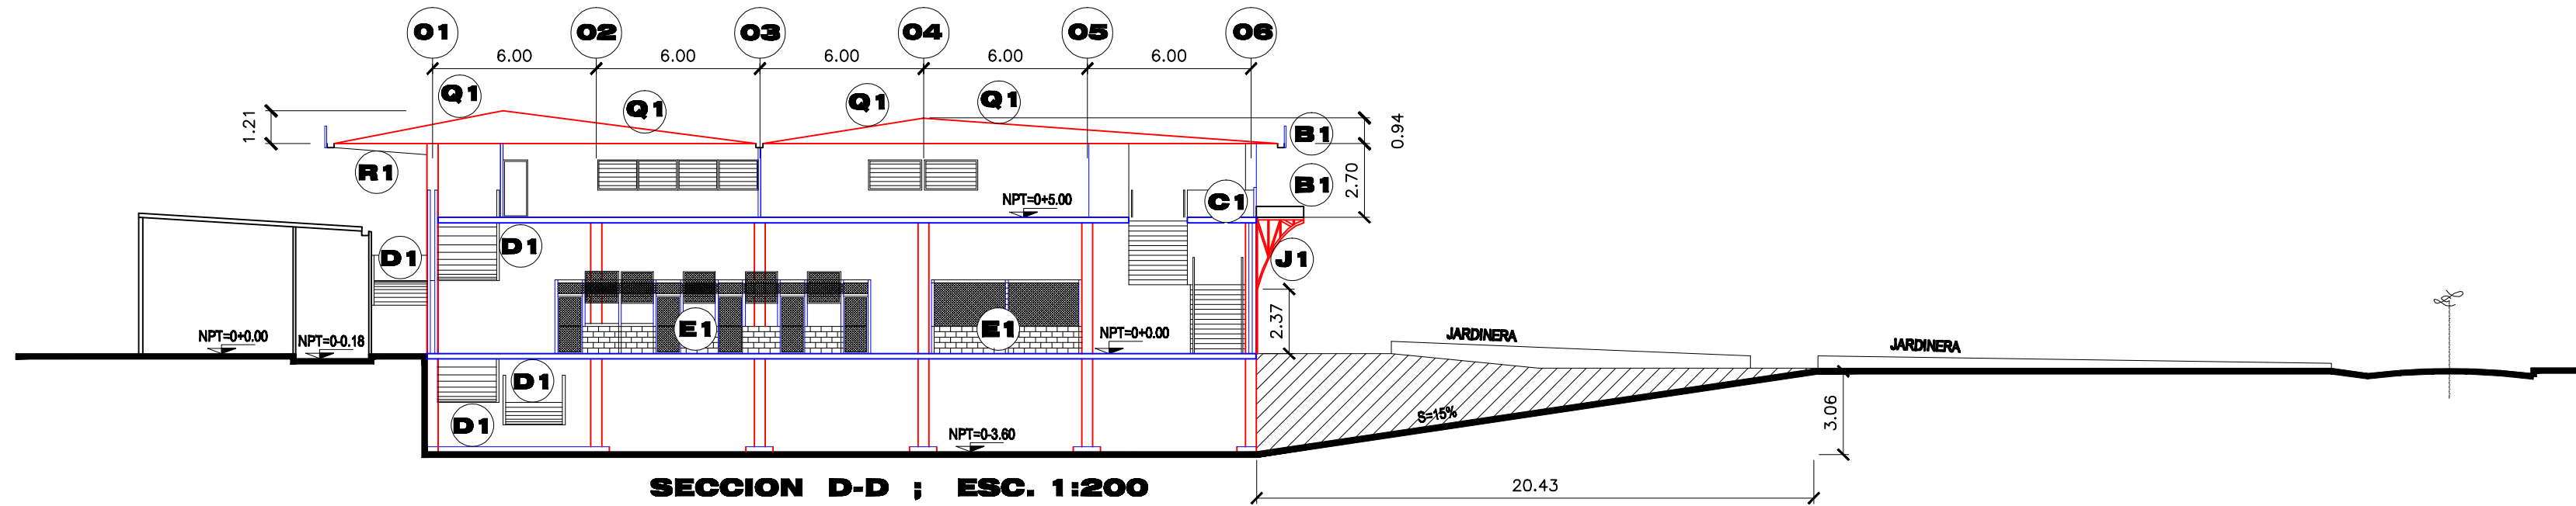 01 02 03 04 05 06
6.00 6.00 6.00 6.00 6.00
Q1 Q1 Q1 Q1
1.21
0.94
B1
R1
2.70
B1
C1
NPT=0+5.00
D1 D1
J1
2.37
E1 E1
NPT=0+0.00
NPT=0-0.18
NPT=0+0.00
JARDINERA
JARDINERA
D1
D1
S=15%
3.06
NPT=0-3.60
SECCION D-D ; ESC. 1:200
20.43